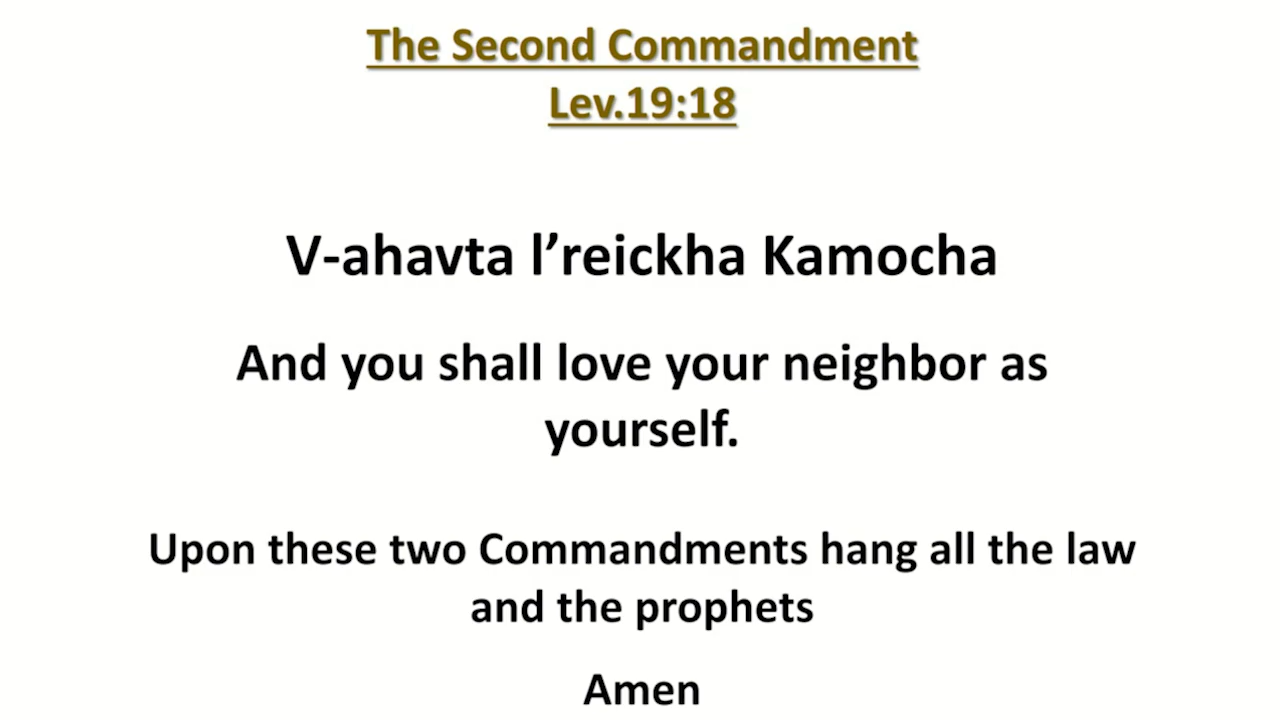 The Second Commandment
Lev.19:18
V-ahavta l’reickha Kamocha
And you shall love your neighbor as
yourself.
Upon these two Commandments hang all the law
and the prophets
Amen